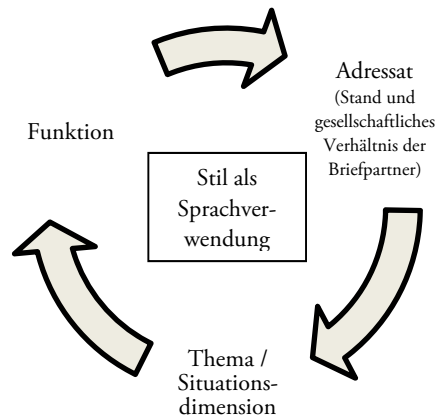 Adressat
(Stand und
gesellschaftliches
Verhältnis der
Briefpartner)
Funktion
Stil als
Sprachver-
wendung
Thema /
Situations-
dimension